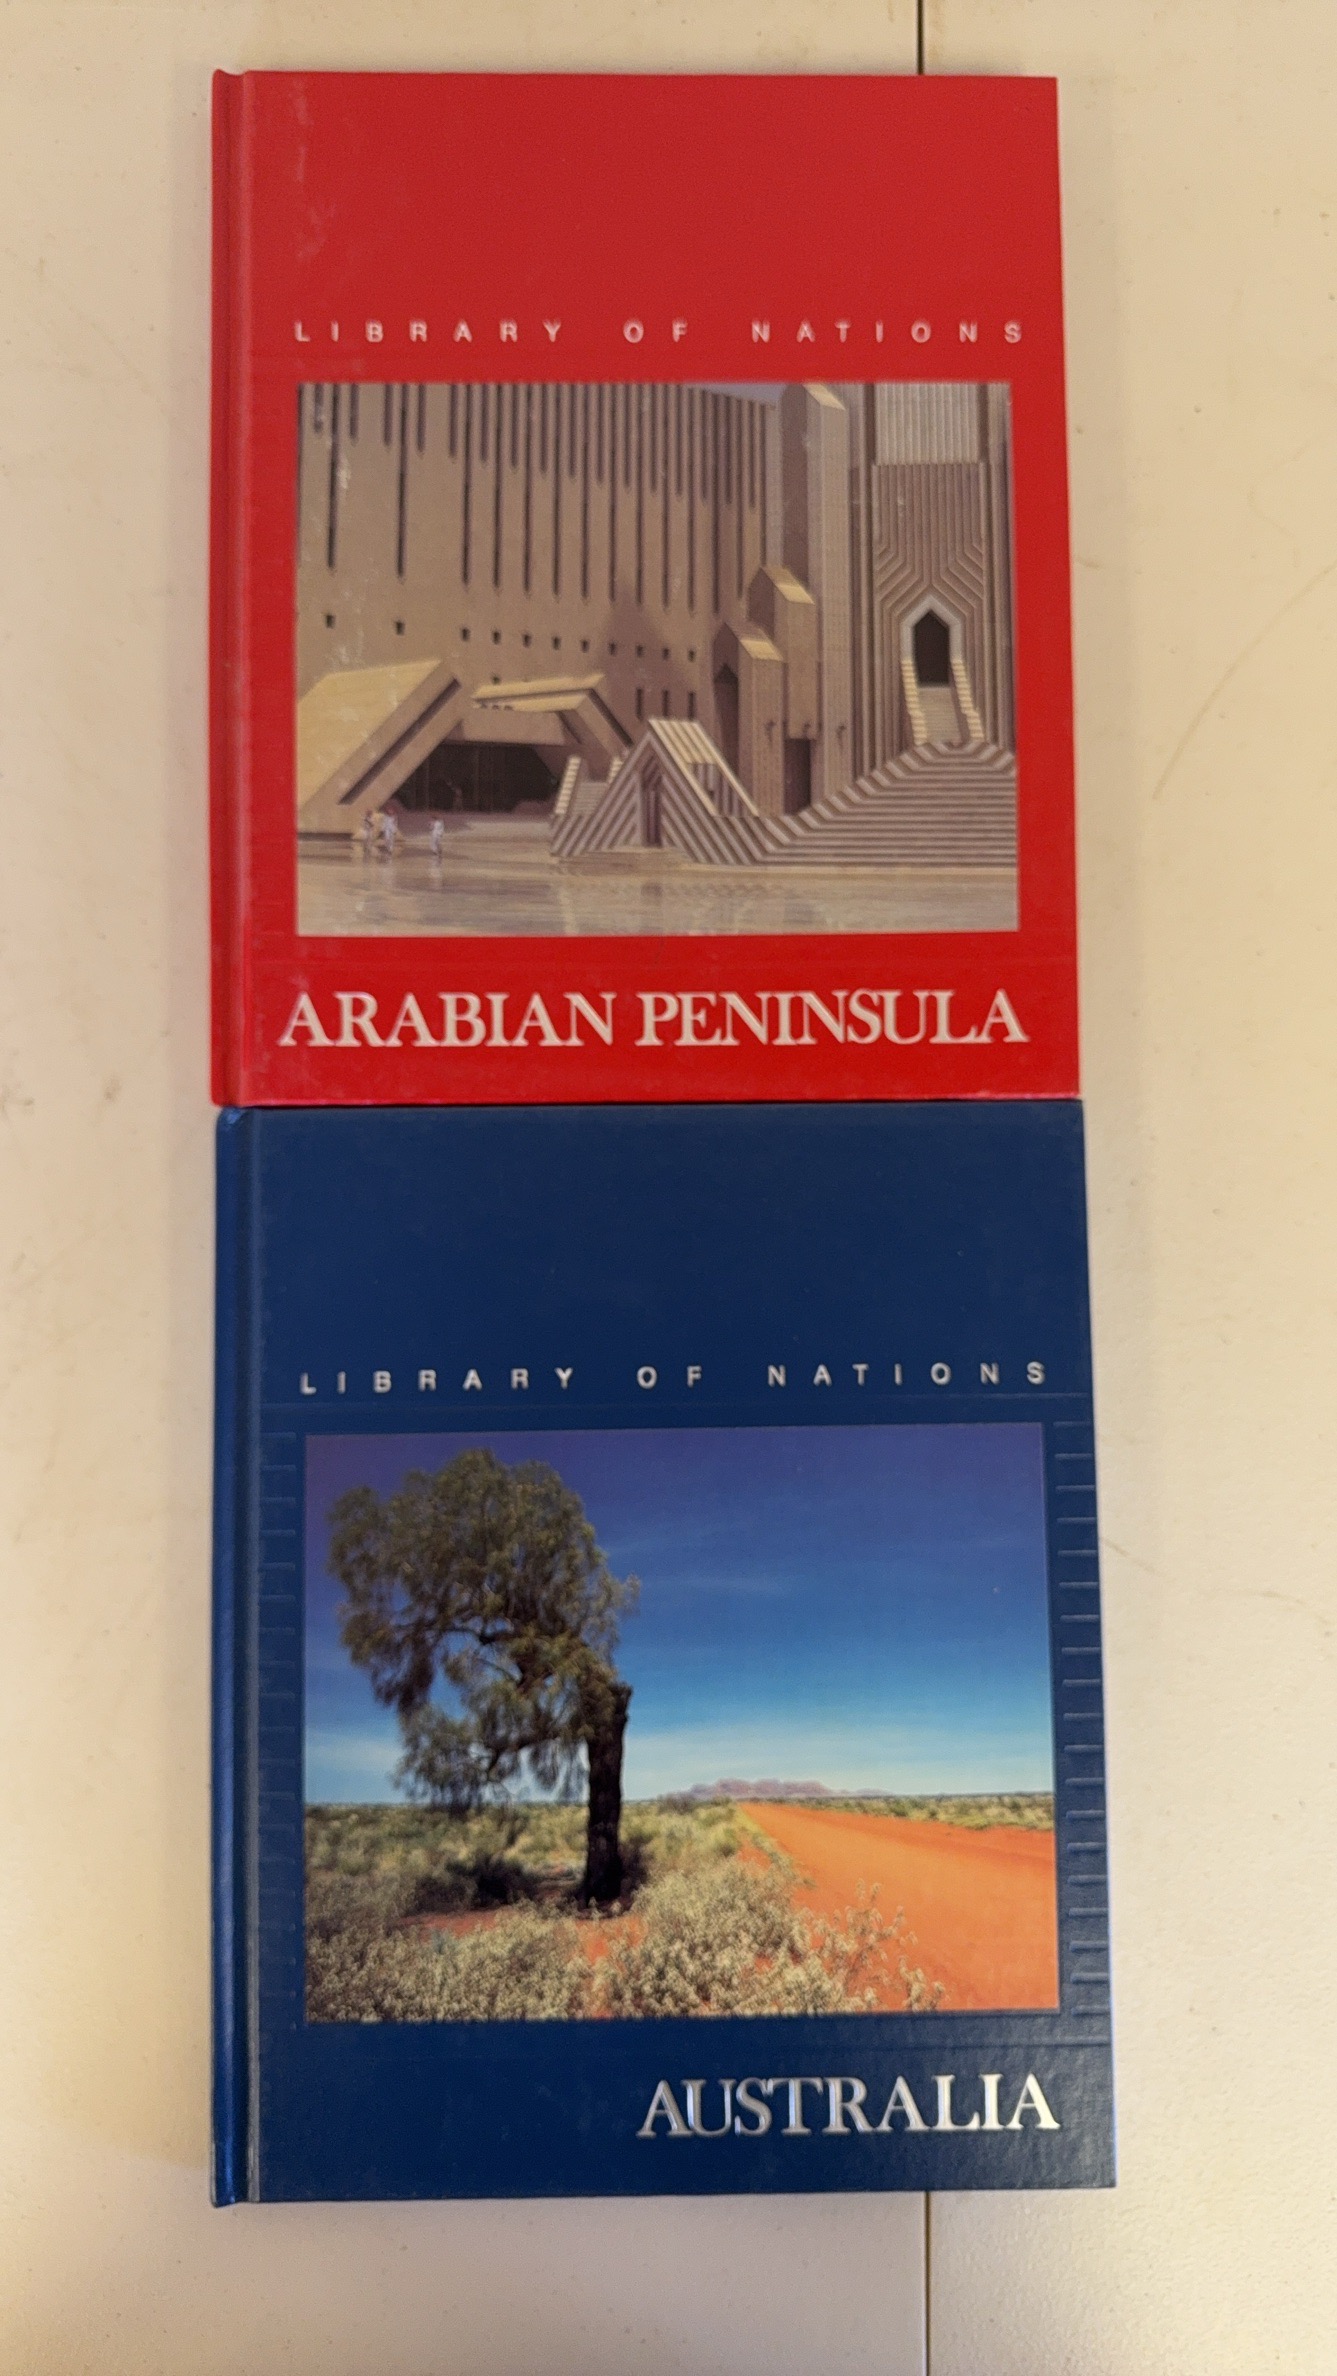 LIBRARY OF NATIONS
ARABIAN PENINSULA
LIBRARY OF NATIONS
AUSTRALIA